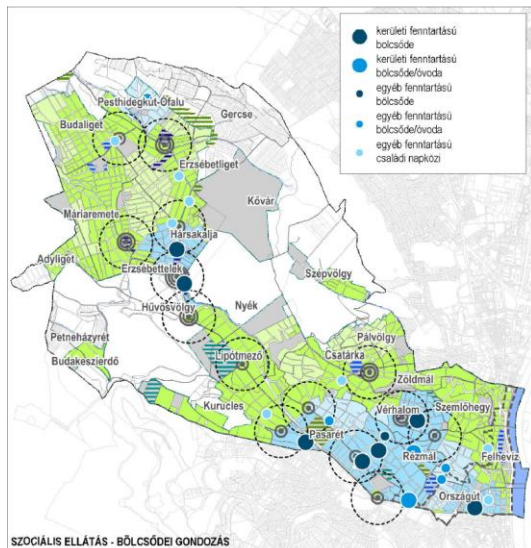 kerületi fenntartású
bölcsőde
kerületi fenntartású
bölcsőde/óvoda
egyéb fenntartású
bölcsőde
egyéb fenntartású
bölcsőde/óvoda
egyéb fenntartású
családi napközi
Pesthidegkút-Ófalu
Gercse
Budaliget
Erzsébetliget
Kővár
Máriaremete
Hársakalja
Adyliget
Erzsébettelek
Szépvölgy
Hűvösvölgy
Nyék
Petneházyrét
Budakeszierdő
Pálvölgy
Lipótmező
Csatárka
Zöldmál
Kurucles
Vérhalom
Szemlőhegy
Pasarét
Rézmál
Felhévíz
Országút
SZOCIÁLIS ELLÁTÁS - BÖLCSŐDEI GONDOZÁS